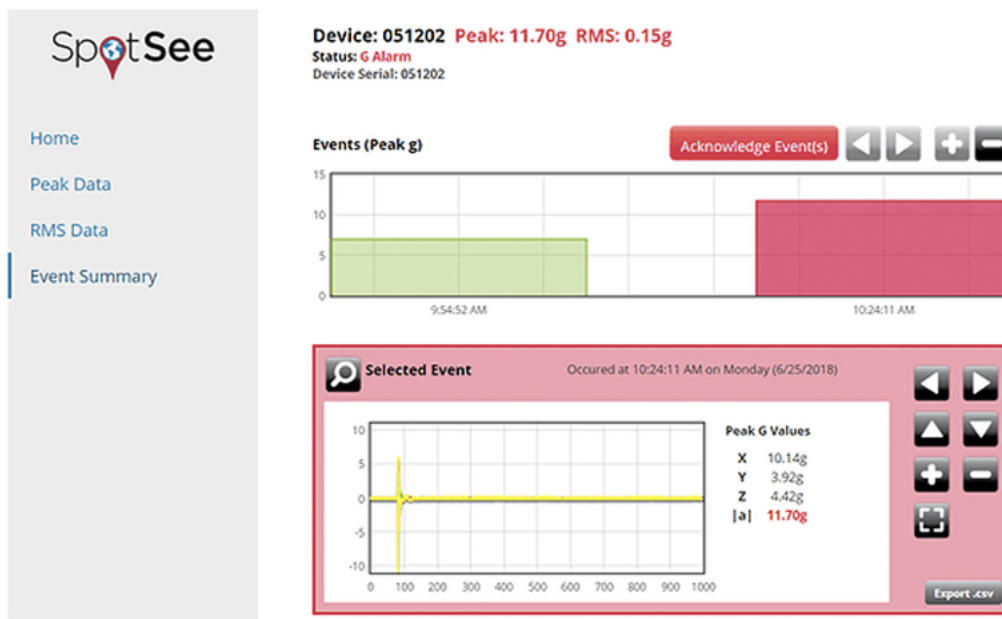 SpotSee
Home
Peak Data
RMS Data
Event Summary
Device: 051202 Peak: 11.70g RMS: 0.15g
Status: G Alarm
Device Serial: 051202
Events (Peak g)
Acknowledge Event(s)
15
10
5
0
9:54:52 AM
10:24:11 AM
Selected Event
Occured at 10:24:11 AM on Monday (6/25/2018)
10
5
0
-5
-10
0 100 200 300 400 500 600 700 800 900 1000
Peak G Values
X 10.14g
Y 3.92g
Z 4.42g
|a| 11.70g
Export .csv